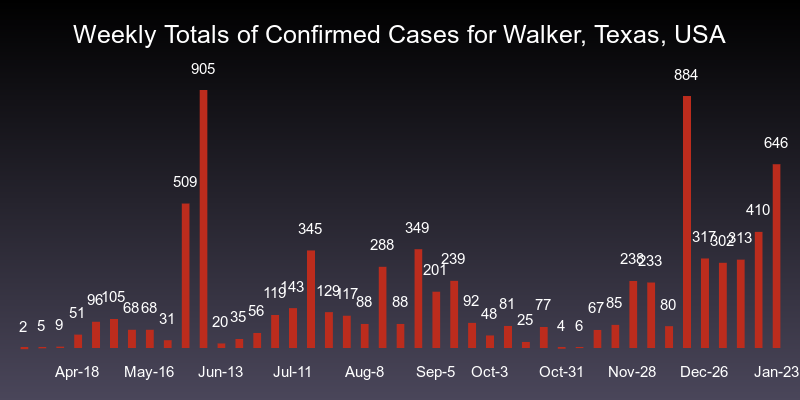 Weekly Totals of Confirmed Cases for Walker, Texas, USA
2 5 9 51 96 105 68 68 31 509 905 20 35 56 119 143 345 129 117 88 288 88 349 201 239 92 48 81 25 77 4 6 67 85 238 233 80 884 317 302 313 410 646
Apr-18 May-16 Jun-13 Jul-11 Aug-8 Sep-5 Oct-3 Oct-31 Nov-28 Dec-26 Jan-23